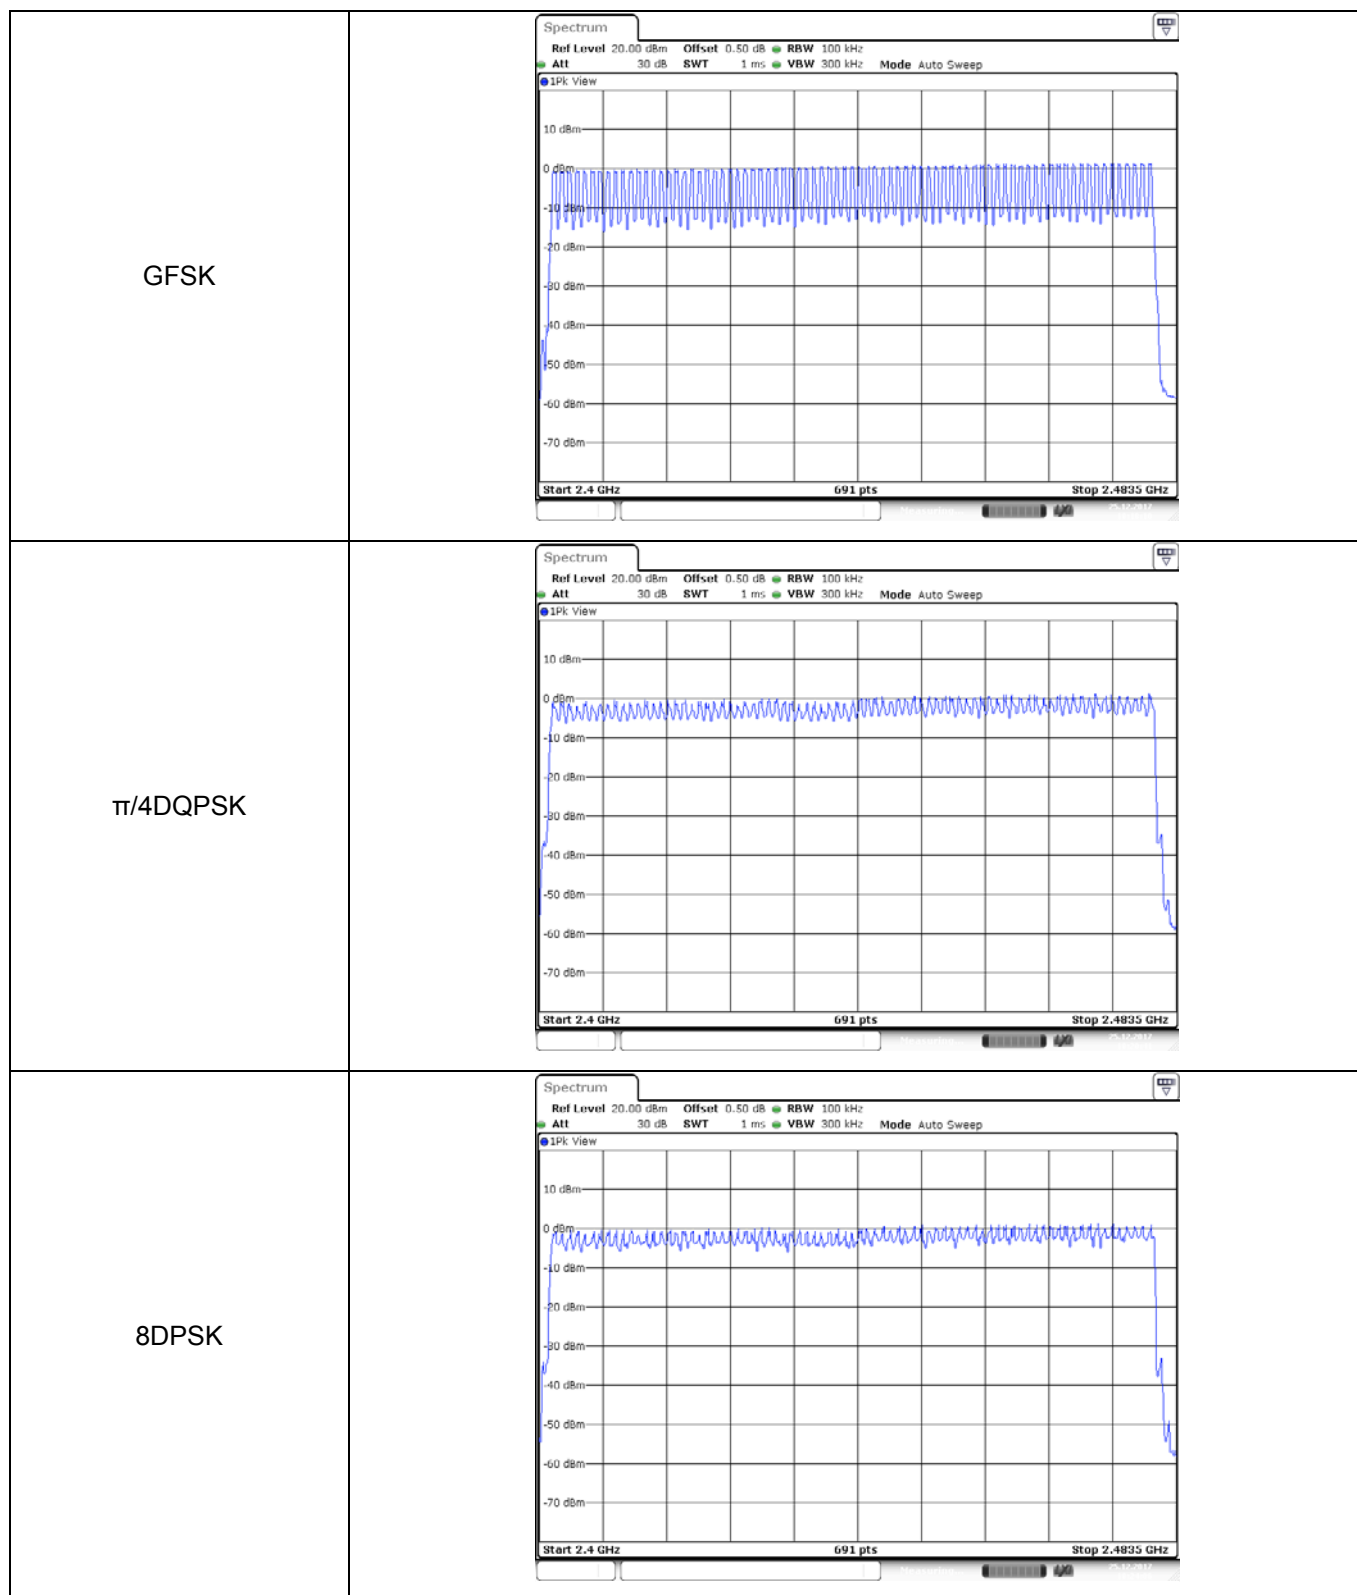 GFSK
Spectrum
Ref Level 20.00 dBm Offset 0.50 dB RBW 100 kHz
Att 30 dB SWT 1 ms VBW 300 kHz Mode Auto Sweep
1Pk View
10 dBm
0 dBm
-10 dBm
-20 dBm
-30 dBm
-40 dBm
-50 dBm
-60 dBm
-70 dBm
Start 2.4 GHz 691 pts Stop 2.4835 GHz
Measuring...
π/4DQPSK
Spectrum
Ref Level 20.00 dBm Offset 0.50 dB RBW 100 kHz
Att 30 dB SWT 1 ms VBW 300 kHz Mode Auto Sweep
1Pk View
10 dBm
0 dBm
-10 dBm
-20 dBm
-30 dBm
-40 dBm
-50 dBm
-60 dBm
-70 dBm
Start 2.4 GHz 691 pts Stop 2.4835 GHz
Measuring...
8DPSK
Spectrum
Ref Level 20.00 dBm Offset 0.50 dB RBW 100 kHz
Att 30 dB SWT 1 ms VBW 300 kHz Mode Auto Sweep
1Pk View
10 dBm
0 dBm
-10 dBm
-20 dBm
-30 dBm
-40 dBm
-50 dBm
-60 dBm
-70 dBm
Start 2.4 GHz 691 pts Stop 2.4835 GHz
Measuring...